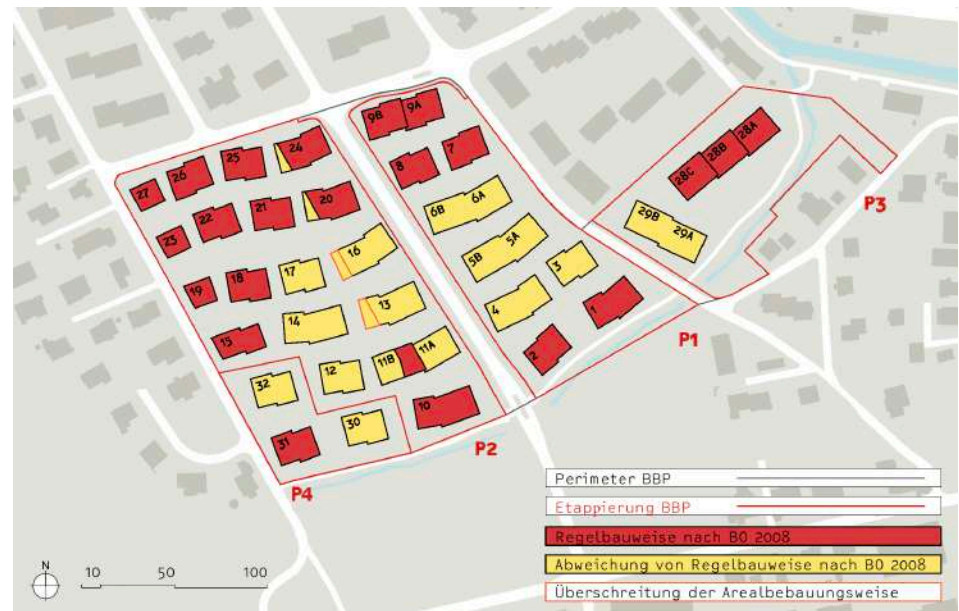 9B 9A
8 7
6B 6A
5B 5A
4 3
1
2
28C 28B 28A
29B 29A
P3
P1
27 26 25 24
23 22 21 20
19 18 17 16
15 14 13
32 12 11B 11A
31 30 10
P2
P4
Perimeter BBP
Etappierung BBP
Regelbauweise nach BO 2008
Abweichung von Regelbauweise nach BO 2008
Überschreitung der Arealbebauungsweise
N
10 50 100